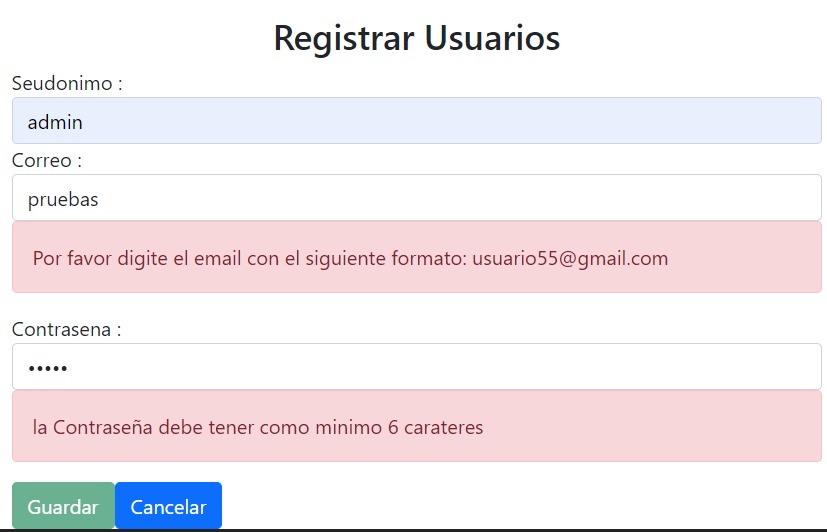 Registrar Usuarios
Seudonimo :
admin
Correo :
pruebas
Por favor digite el email con el siguiente formato: usuario55@gmail.com
Contrasena :
•••••
la Contraseña debe tener como minimo 6 carateres
Guardar Cancelar